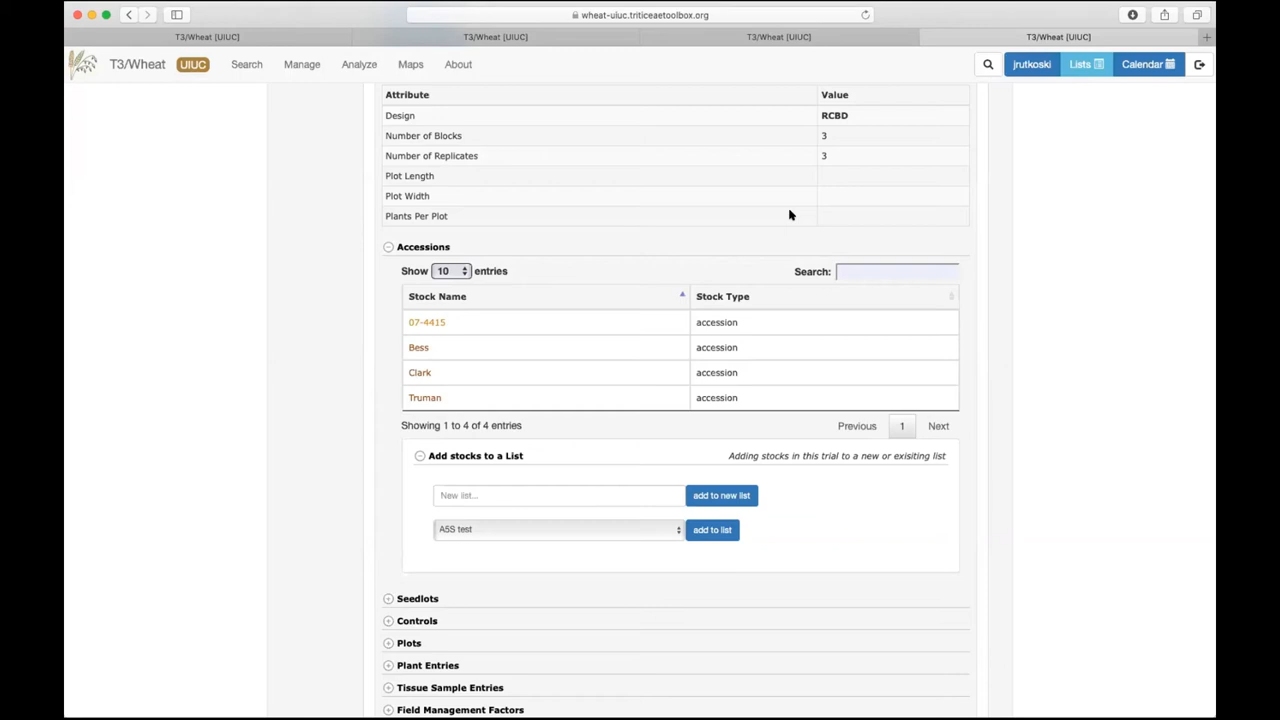 wheat-uiuc.triticeaetoolbox.org
T3/Wheat [UIUC] T3/Wheat [UIUC] T3/Wheat [UIUC] T3/Wheat [UIUC]
T3/Wheat UIUC Search Manage Analyze Maps About jrutkoski Lists Calendar
Attribute Value
Design RCBD
Number of Blocks 3
Number of Replicates 3
Plot Length
Plot Width
Plants Per Plot
Accessions
Show 10 entries Search:
Stock Name Stock Type
07-4415 accession
Bess accession
Clark accession
Truman accession
Showing 1 to 4 of 4 entries Previous 1 Next
Add stocks to a List Adding stocks in this trial to a new or exisiting list
New list... add to new list
A5S test add to list
Seedlots
Controls
Plots
Plant Entries
Tissue Sample Entries
Field Management Factors